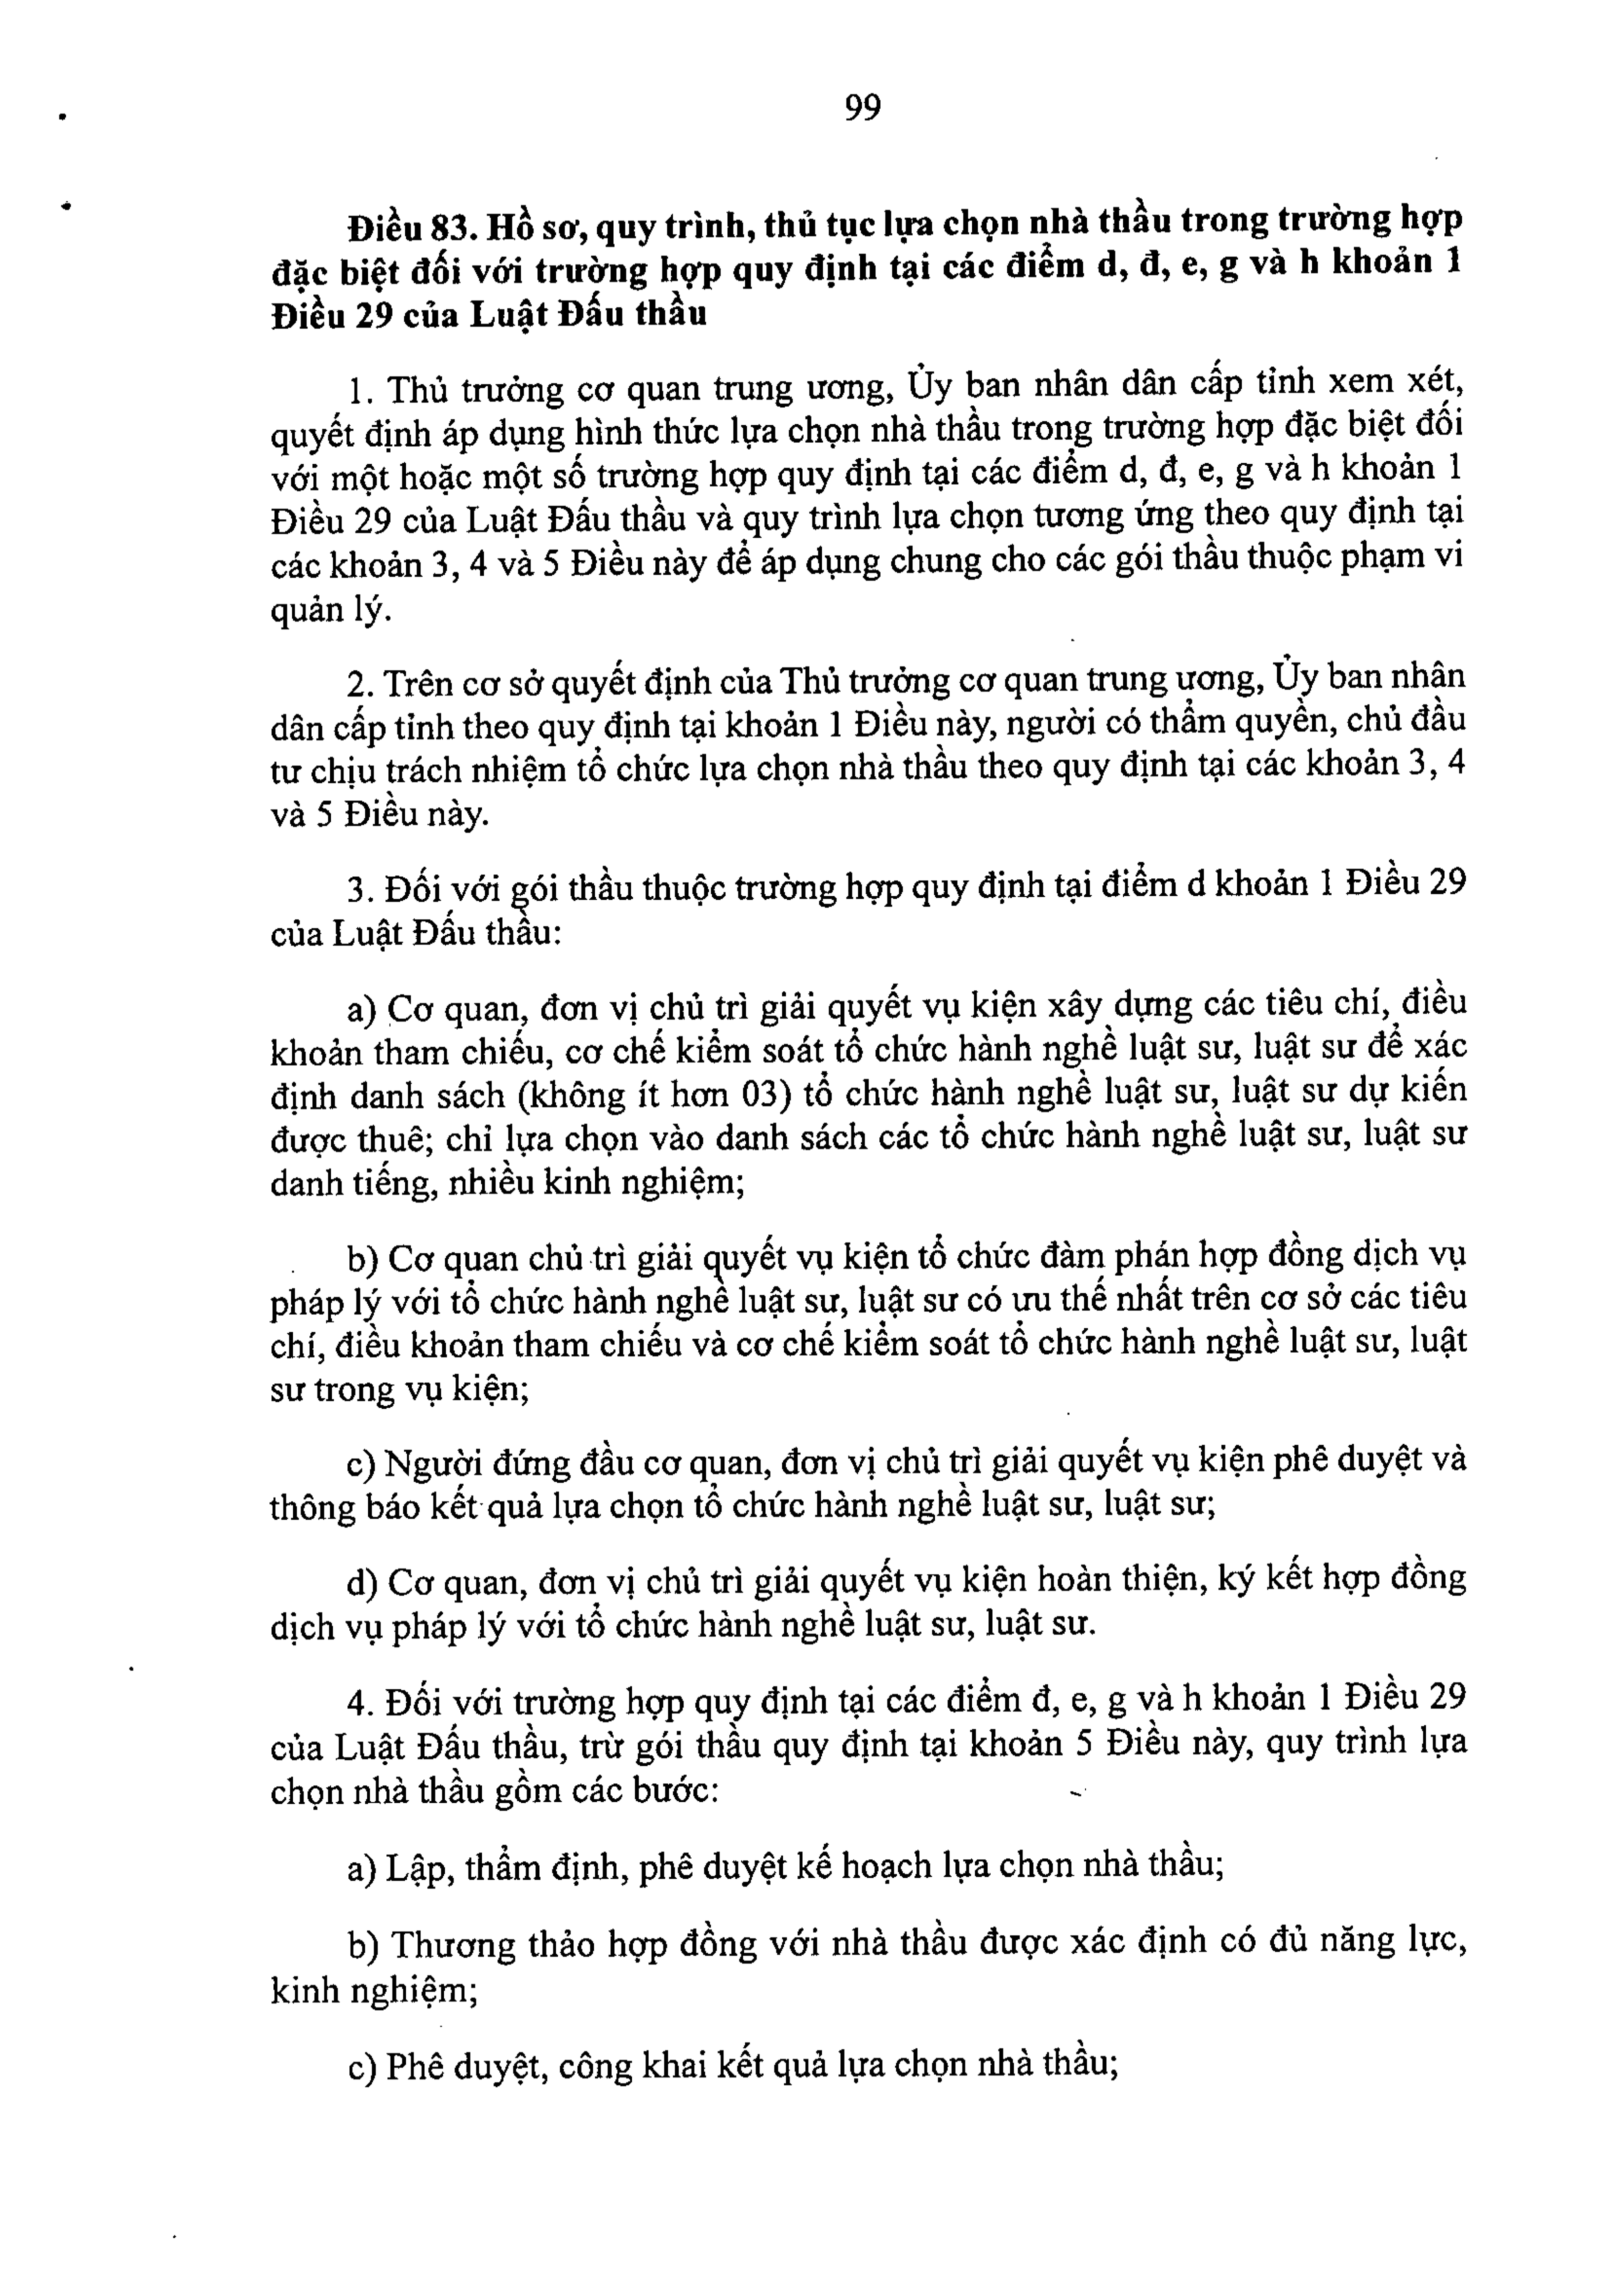 99
Điều 83. Hồ sơ, quy trình, thủ tục lựa chọn nhà thầu trong trường hợp
đặc biệt đối với trường hợp quy định tại các điểm d, đ, e, g và h khoản 1
Điều 29 của Luật Đấu thầu
1. Thủ trưởng cơ quan trung ương, Ủy ban nhân dân cấp tỉnh xem xét,
quyết định áp dụng hình thức lựa chọn nhà thầu trong trường hợp đặc biệt đối
với một hoặc một số trường hợp quy định tại các điểm d, đ, e, g và h khoản 1
Điều 29 của Luật Đấu thầu và quy trình lựa chọn tương ứng theo quy định tại
các khoản 3, 4 và 5 Điều này để áp dụng chung cho các gói thầu thuộc phạm vi
quản lý.
2. Trên cơ sở quyết định của Thủ trưởng cơ quan trung ương, Ủy ban nhân
dân cấp tỉnh theo quy định tại khoản 1 Điều này, người có thẩm quyền, chủ đầu
tư chịu trách nhiệm tổ chức lựa chọn nhà thầu theo quy định tại các khoản 3, 4
và 5 Điều này.
3. Đối với gói thầu thuộc trường hợp quy định tại điểm d khoản 1 Điều 29
của Luật Đấu thầu:
a) Cơ quan, đơn vị chủ trì giải quyết vụ kiện xây dựng các tiêu chí, điều
khoản tham chiếu, cơ chế kiểm soát tổ chức hành nghề luật sư, luật sư để xác
định danh sách (không ít hơn 03) tổ chức hành nghề luật sư, luật sư dự kiến
được thuê; chỉ lựa chọn vào danh sách các tổ chức hành nghề luật sư, luật sư
danh tiếng, nhiều kinh nghiệm;
b) Cơ quan chủ trì giải quyết vụ kiện tổ chức đàm phán hợp đồng dịch vụ
pháp lý với tổ chức hành nghề luật sư, luật sư có ưu thế nhất trên cơ sở các tiêu
chí, điều khoản tham chiếu và cơ chế kiểm soát tổ chức hành nghề luật sư, luật
sư trong vụ kiện;
c) Người đứng đầu cơ quan, đơn vị chủ trì giải quyết vụ kiện phê duyệt và
thông báo kết quả lựa chọn tổ chức hành nghề luật sư, luật sư;
d) Cơ quan, đơn vị chủ trì giải quyết vụ kiện hoàn thiện, ký kết hợp đồng
dịch vụ pháp lý với tổ chức hành nghề luật sư, luật sư.
4. Đối với trường hợp quy định tại các điểm đ, e, g và h khoản 1 Điều 29
của Luật Đấu thầu, trừ gói thầu quy định tại khoản 5 Điều này, quy trình lựa
chọn nhà thầu gồm các bước:
a) Lập, thẩm định, phê duyệt kế hoạch lựa chọn nhà thầu;
b) Thương thảo hợp đồng với nhà thầu được xác định có đủ năng lực,
kinh nghiệm;
c) Phê duyệt, công khai kết quả lựa chọn nhà thầu;